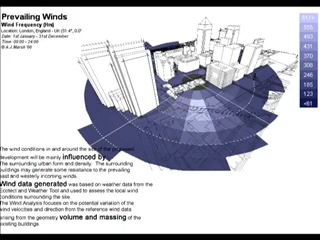 Prevailing Winds
Wind Frequency (Hrs)
Location: London, England - UK (51.4°, 0.0°
Date: 1st January - 31st December
Time: 00:00 - 24:00
© A.J.Marsh '00
555
493
431
370
308
246
185
123
<61
The wind conditions in and around the site of the proposed
development will be mainly influenced by
The surrounding urban form and density. The surrounding
buildings may generate some resistance to the prevailing
east and westerly incoming winds.
Wind data generated was based on weather data from the
Ecotect and Weather Tool and used to assess the local wind
conditions surrounding the site.
The Wind Analysis focuses on the potential variation of the
wind velocities and direction from the reference wind data
arising from the geometry volume and massing of the
existing buildings